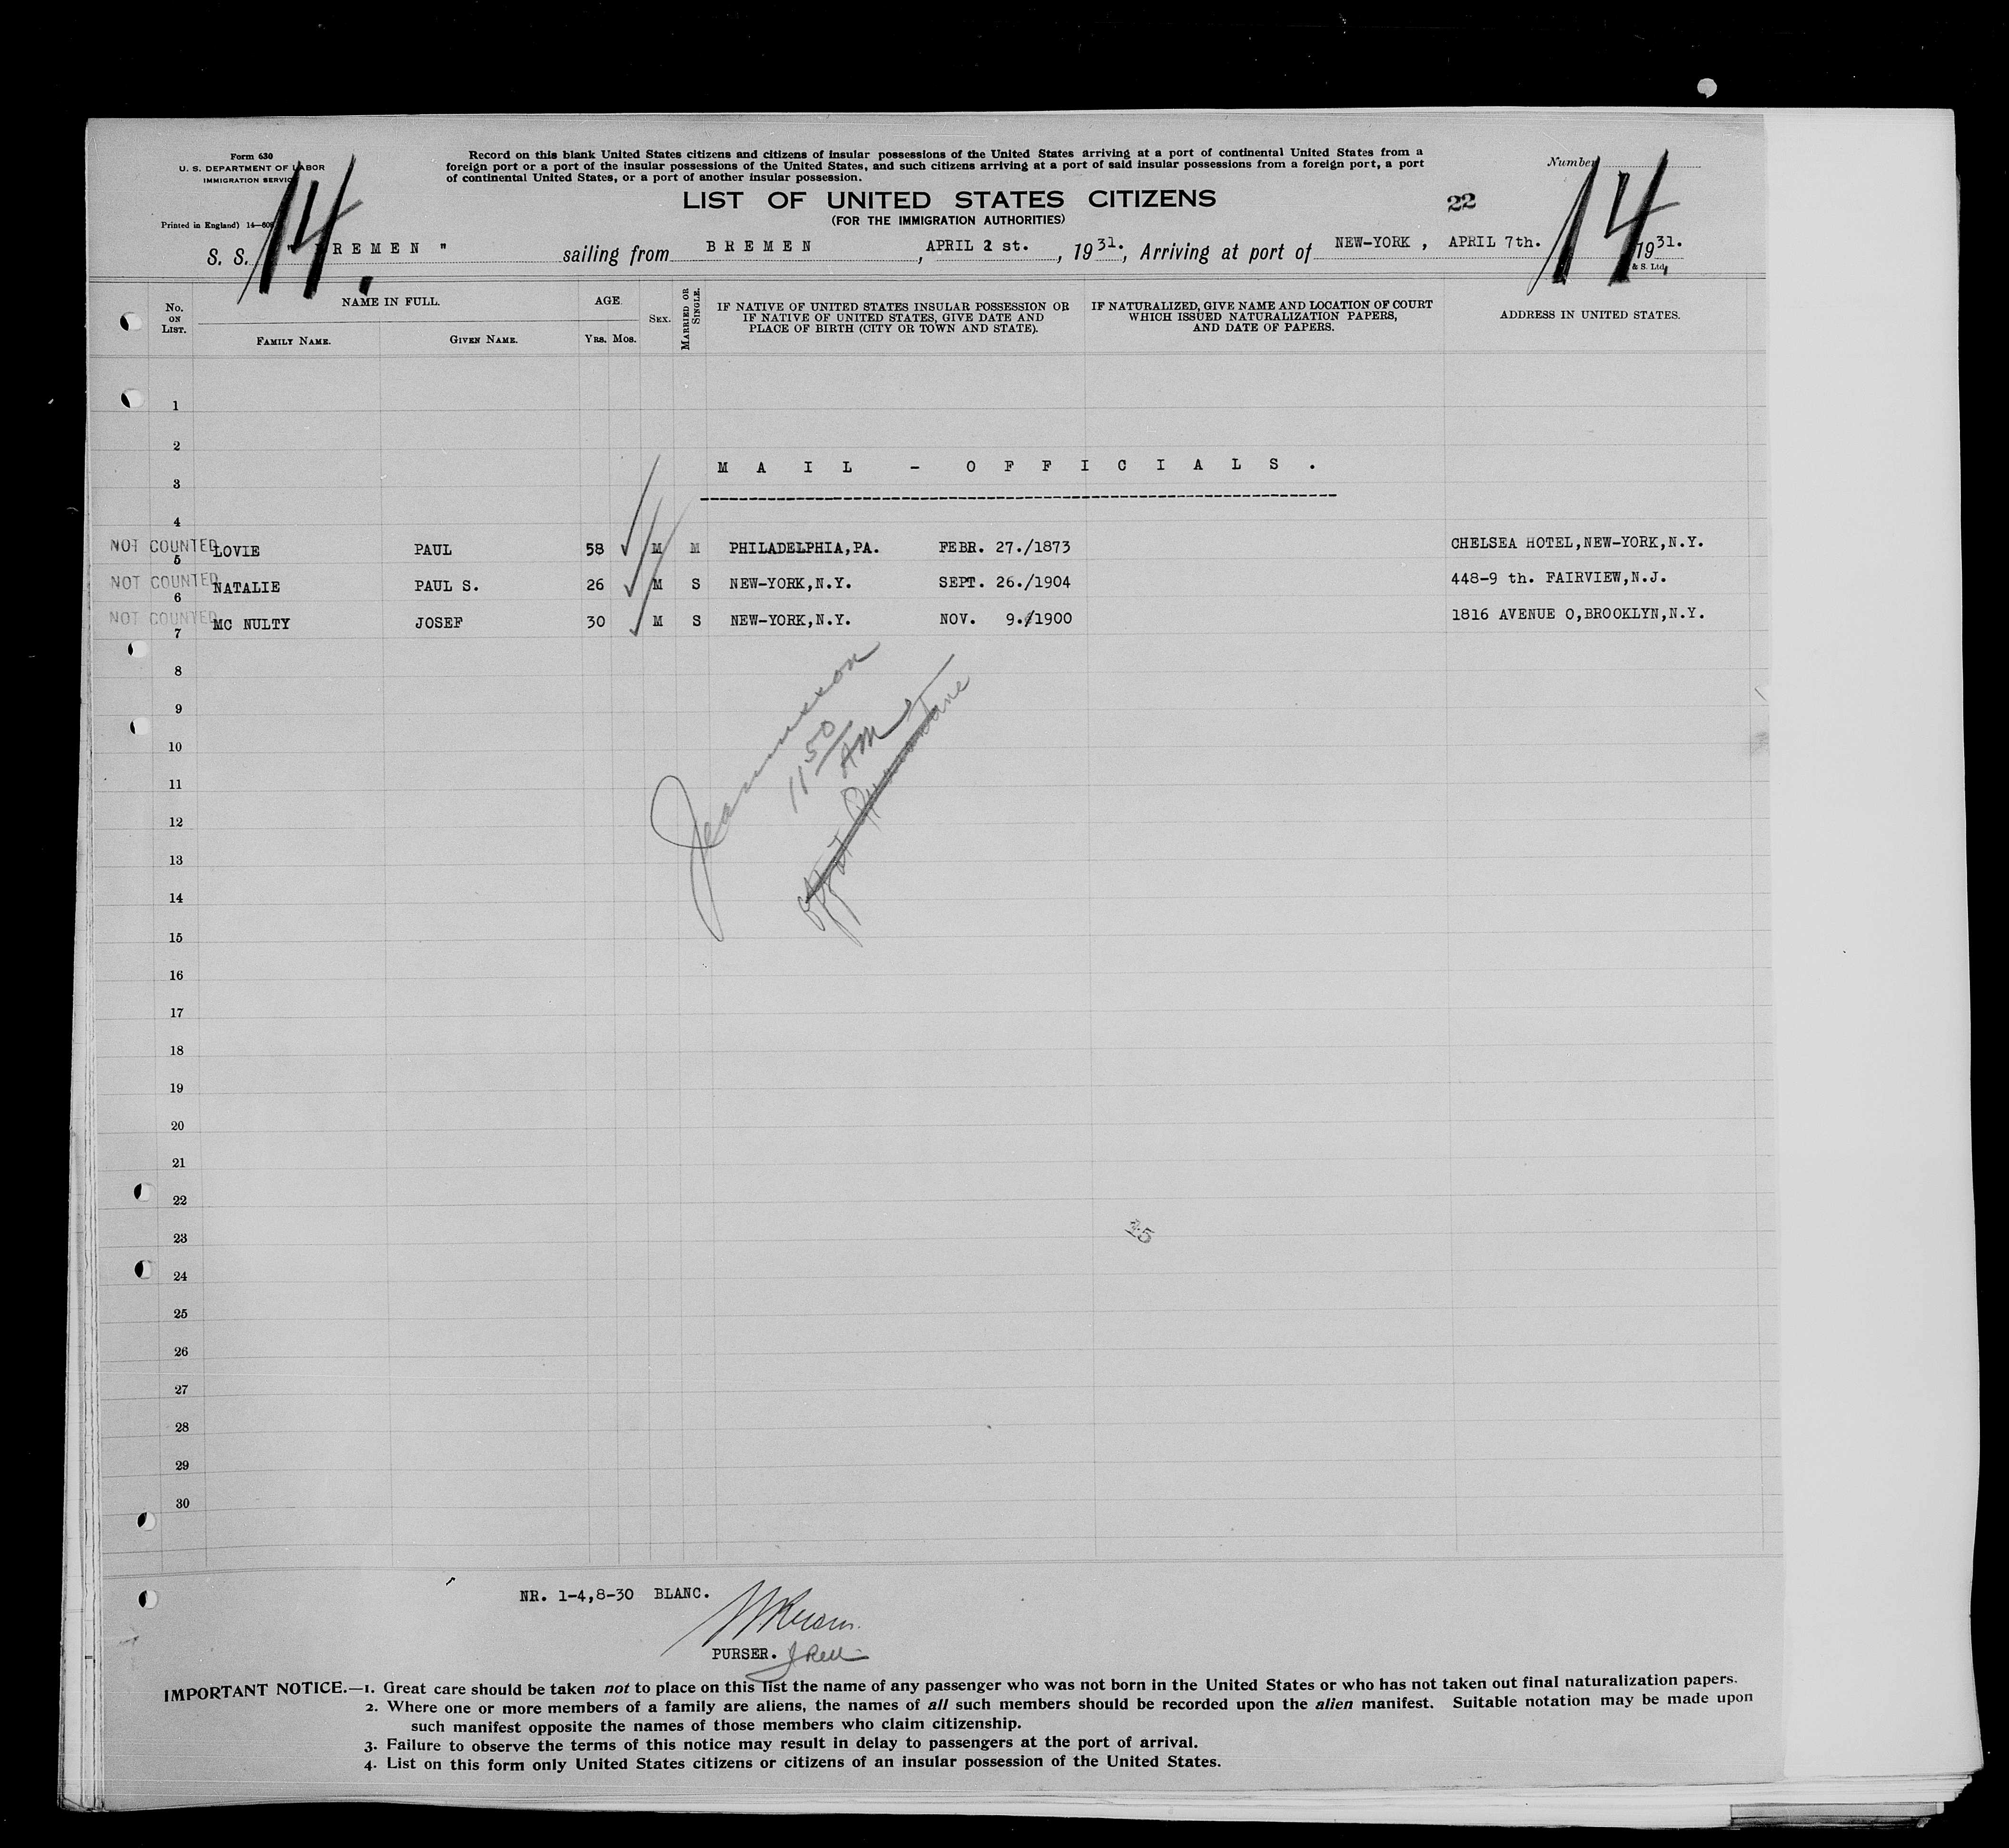 Form 630
U. S. DEPARTMENT OF LABOR
IMMIGRATION SERVICE
Printed in England) 14—60
14.
Record on this blank United States citizens and citizens of insular possessions of the United States arriving at a port of continental United States from a
foreign port or a port of the insular possessions of the United States, and such citizens arriving at a port of said insular possessions from a foreign port, a port
of continental United States, or a port of another insular possession.
Number
14
LIST OF UNITED STATES CITIZENS
(FOR THE IMMIGRATION AUTHORITIES)
22
S. S. " BREMEN " sailing from BREMEN, APRIL 1 st., 1931., Arriving at port of NEW-YORK, APRIL 7th. 1931.
& S. Ltd.
No. ON LIST. NAME IN FULL. AGE. SEX. MARRIED OR SINGLE. IF NATIVE OF UNITED STATES INSULAR POSSESSION OR IF NATIVE OF UNITED STATES, GIVE DATE AND PLACE OF BIRTH (CITY OR TOWN AND STATE). IF NATURALIZED, GIVE NAME AND LOCATION OF COURT WHICH ISSUED NATURALIZATION PAPERS, AND DATE OF PAPERS. ADDRESS IN UNITED STATES.
FAMILY NAME. GIVEN NAME. YRS. MOS.
1
2
MAIL - OFFICIALS.
3
4
NOT COUNTED 5 LOVIE PAUL 58 M M PHILADELPHIA,PA. FEBR. 27./1873 CHELSEA HOTEL,NEW-YORK,N.Y.
NOT COUNTED 6 NATALIE PAUL S. 26 M S NEW-YORK,N.Y. SEPT. 26./1904 448-9 th. FAIRVIEW,N.J.
NOT COUNTED 7 MC NULTY JOSEF 30 M S NEW-YORK,N.Y. NOV. 9./1900 1816 AVENUE O,BROOKLYN,N.Y.
8
9
10
11
12
13
14
15
16
17
18
19
20
21
22
23
24
25
26
27
28
29
30
11 50 AM
15
NR. 1-4,8-30 BLANC.
PURSER.
IMPORTANT NOTICE.—1. Great care should be taken not to place on this list the name of any passenger who was not born in the United States or who has not taken out final naturalization papers.
2. Where one or more members of a family are aliens, the names of all such members should be recorded upon the alien manifest. Suitable notation may be made upon
such manifest opposite the names of those members who claim citizenship.
3. Failure to observe the terms of this notice may result in delay to passengers at the port of arrival.
4. List on this form only United States citizens or citizens of an insular possession of the United States.